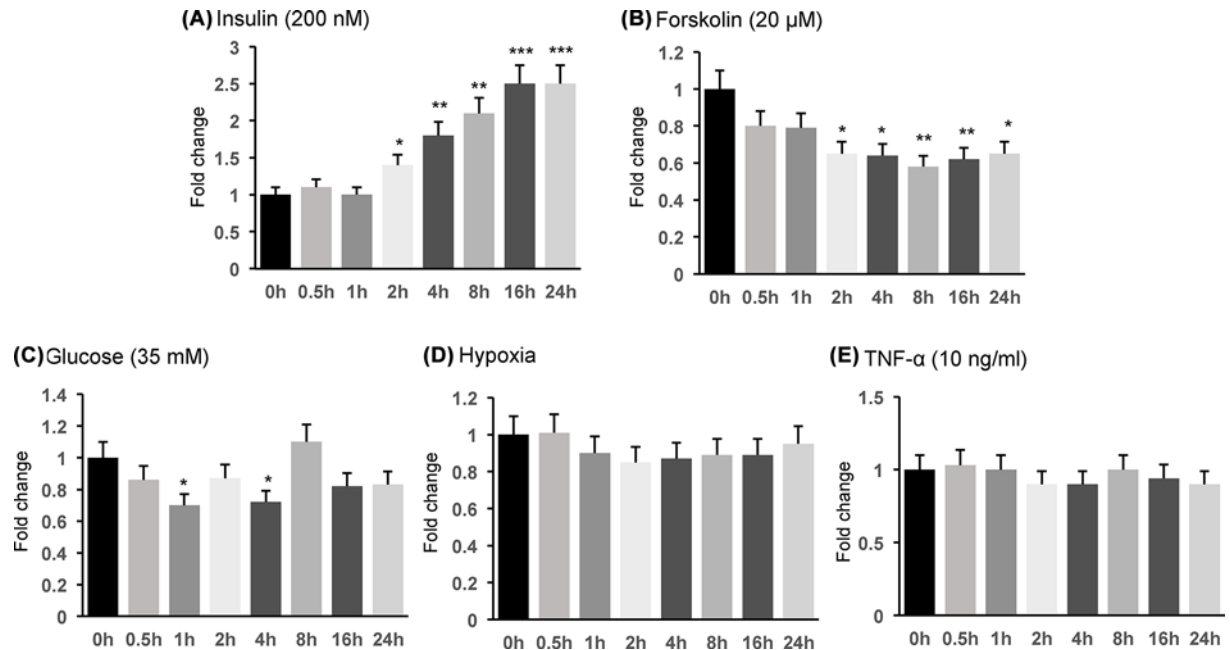 (A) Insulin (200 nM)
Fold change
3
2.5
2
1.5
1
0.5
0
* ** ** *** ***
0h 0.5h 1h 2h 4h 8h 16h 24h
(B) Forskolin (20 µM)
Fold change
1.2
1
0.8
0.6
0.4
0.2
0
* * ** ** *
0h 0.5h 1h 2h 4h 8h 16h 24h
(C) Glucose (35 mM)
Fold change
1.4
1.2
1
0.8
0.6
0.4
0.2
0
* *
0h 0.5h 1h 2h 4h 8h 16h 24h
(D) Hypoxia
Fold change
1.2
1
0.8
0.6
0.4
0.2
0
0h 0.5h 1h 2h 4h 8h 16h 24h
(E) TNF-α (10 ng/ml)
Fold change
1.5
1
0.5
0
0h 0.5h 1h 2h 4h 8h 16h 24h